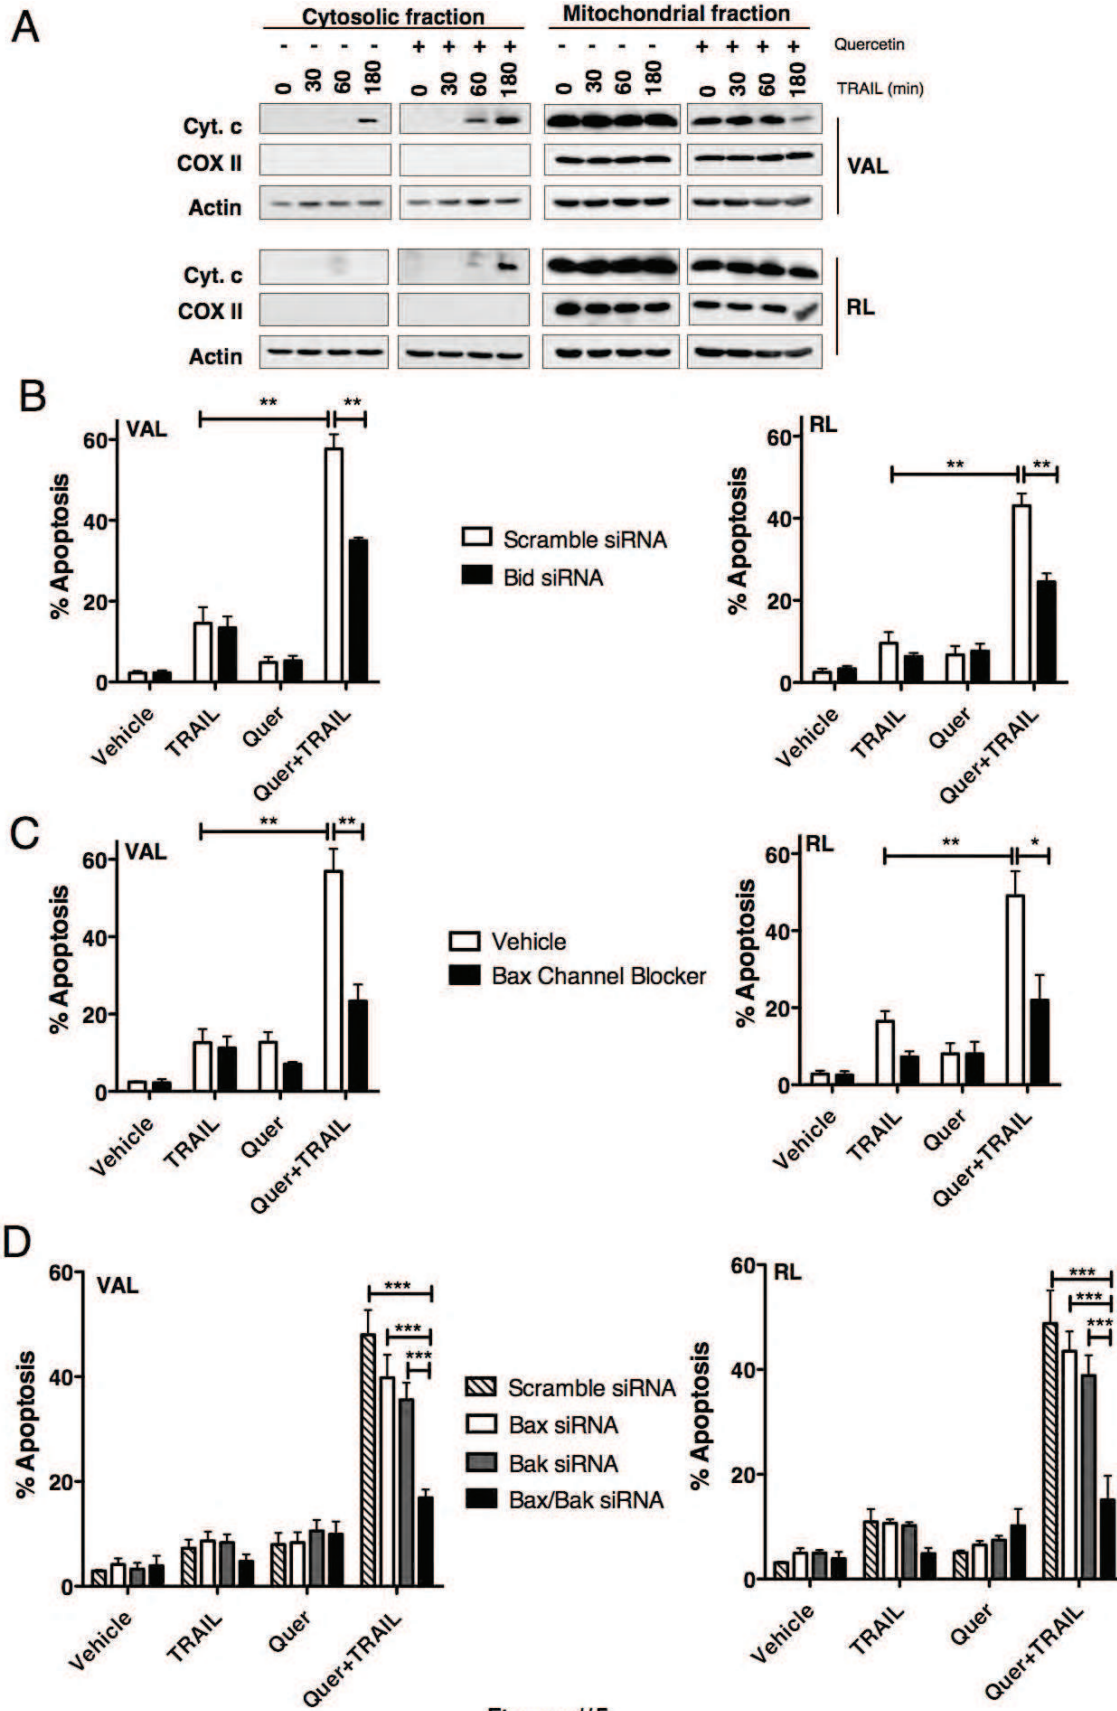 A
Cytosolic fraction Mitochondrial fraction
- - - - + + + + - - - - + + + + Quercetin
0 30 60 180 0 30 60 180 0 30 60 180 0 30 60 180 TRAIL (min)
Cyt. c
COX II
VAL
Actin
Cyt. c
COX II
RL
Actin
B
VAL
** **
% Apoptosis
60
40
20
0
Vehicle
TRAIL
Quer
Quer+TRAIL
Scramble siRNA
Bid siRNA
RL
** **
% Apoptosis
60
40
20
0
Vehicle
TRAIL
Quer
Quer+TRAIL
C
VAL
** **
% Apoptosis
60
40
20
0
Vehicle
TRAIL
Quer
Quer+TRAIL
Vehicle
Bax Channel Blocker
RL
** *
% Apoptosis
60
40
20
0
Vehicle
TRAIL
Quer
Quer+TRAIL
D
VAL
***
***
***
% Apoptosis
60
40
20
0
Vehicle
TRAIL
Quer
Quer+TRAIL
Scramble siRNA
Bax siRNA
Bak siRNA
Bax/Bak siRNA
RL
***
***
***
% Apoptosis
60
40
20
0
Vehicle
TRAIL
Quer
Quer+TRAIL